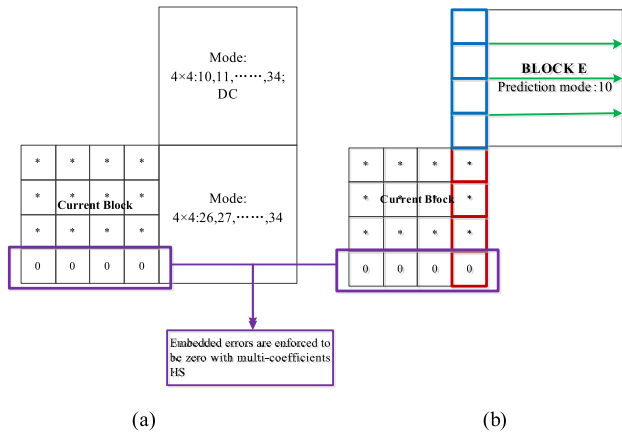 Mode:
4×4:10,11,……,34;
DC
BLOCK E
Prediction mode:10
* * * *
* * * *
Current Block
* * * *
0 0 0 0
Mode:
4×4:26,27,……,34
* * * *
* * * *
Current Block
* * * *
0 0 0 0
Embedded errors are enforced to
be zero with multi-coefficients
HS
(a)
(b)